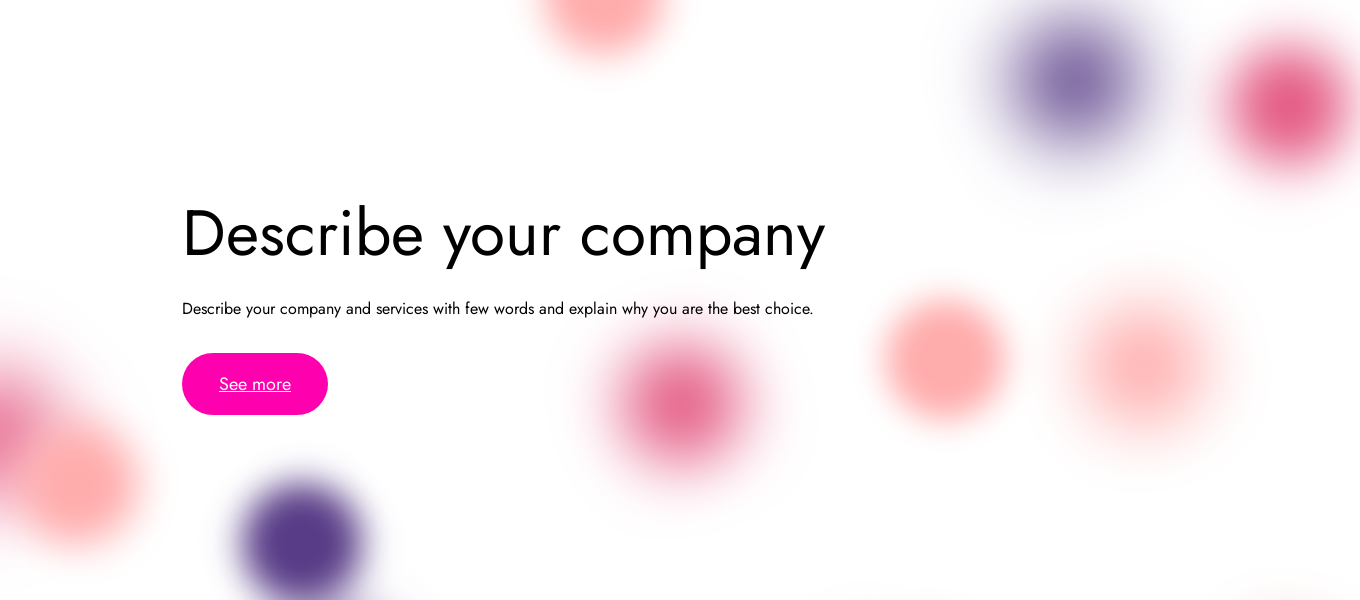 Describe your company
Describe your company and services with few words and explain why you are the best choice.
See more